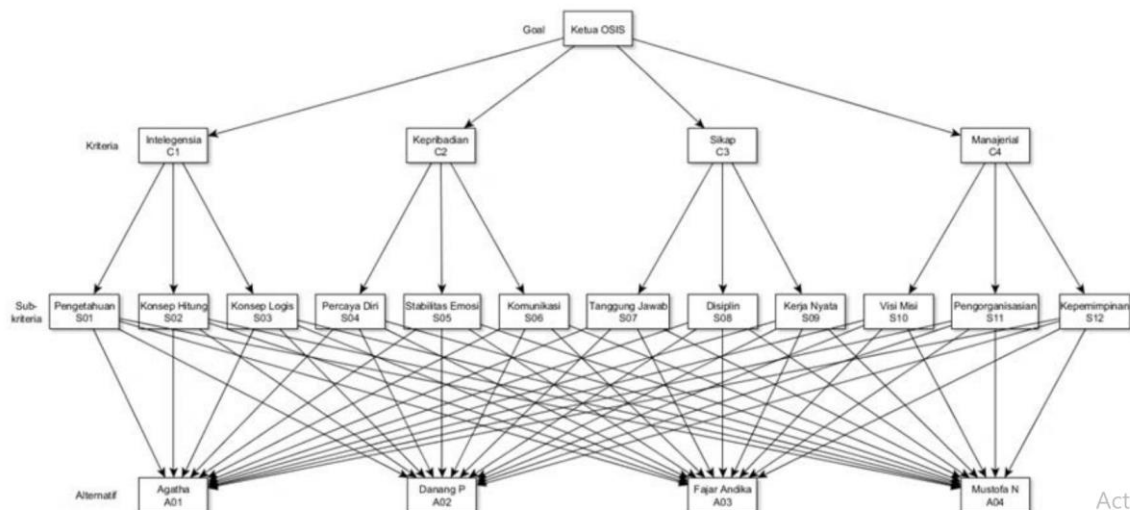 Goal
Ketua OSIS
Kriteria
Intelegensia
C1
Kepribadian
C2
Sikap
C3
Manajerial
C4
Sub-
kriteria
Pengetahuan
S01
Konsep Hitung
S02
Konsep Logis
S03
Percaya Diri
S04
Stabilitas Emosi
S05
Komunikasi
S06
Tanggung Jawab
S07
Disiplin
S08
Kerja Nyata
S09
Visi Misi
S10
Pengorganisasian
S11
Kepemimpinan
S12
Alternatif
Agatha
A01
Danang P
A02
Fajar Andika
A03
Mustofa N
A04
Act